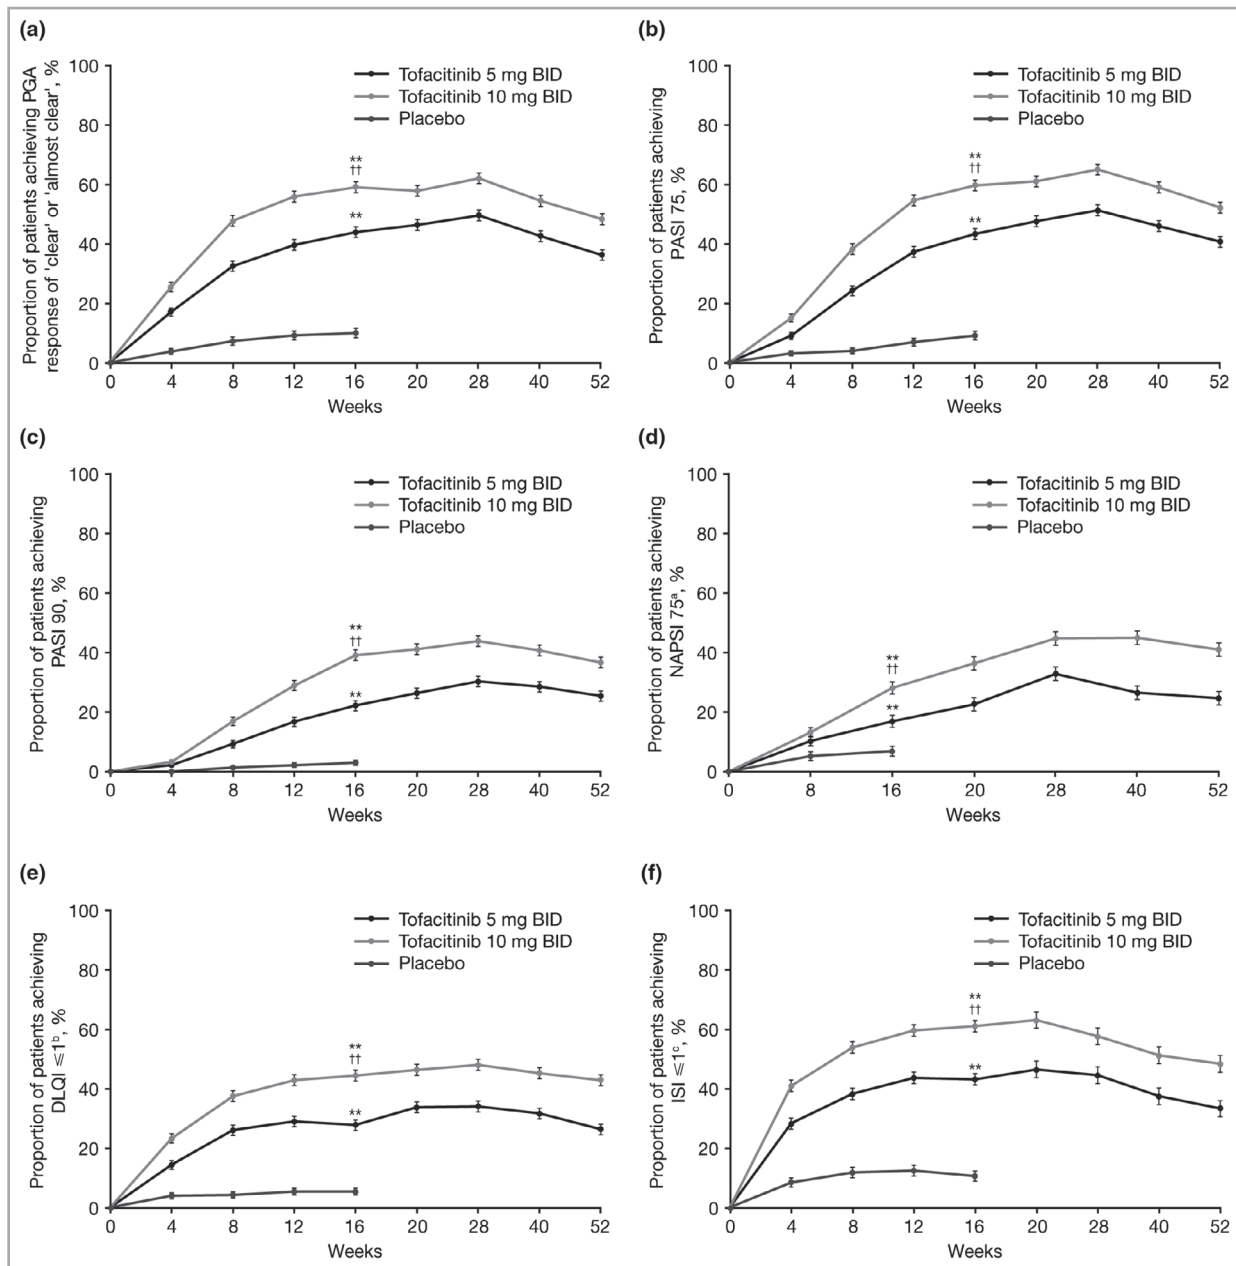 (a)
Proportion of patients achieving PGA
response of 'clear' or 'almost clear', %
100
80
60
40
20
0
Tofacitinib 5 mg BID
Tofacitinib 10 mg BID
Placebo
**
††
**
0 4 8 12 16 20 28 40 52
Weeks
(b)
Proportion of patients achieving
PASI 75, %
100
80
60
40
20
0
Tofacitinib 5 mg BID
Tofacitinib 10 mg BID
Placebo
**
††
**
0 4 8 12 16 20 28 40 52
Weeks
(c)
Proportion of patients achieving
PASI 90, %
100
80
60
40
20
0
Tofacitinib 5 mg BID
Tofacitinib 10 mg BID
Placebo
**
††
**
0 4 8 12 16 20 28 40 52
Weeks
(d)
Proportion of patients achieving
NAPSI 75ᵃ, %
100
80
60
40
20
0
Tofacitinib 5 mg BID
Tofacitinib 10 mg BID
Placebo
**
††
**
0 8 16 20 28 40 52
Weeks
(e)
Proportion of patients achieving
DLQI ⩽1ᵇ, %
100
80
60
40
20
0
Tofacitinib 5 mg BID
Tofacitinib 10 mg BID
Placebo
**
††
**
0 4 8 12 16 20 28 40 52
Weeks
(f)
Proportion of patients achieving
ISI ⩽1ᶜ, %
100
80
60
40
20
0
Tofacitinib 5 mg BID
Tofacitinib 10 mg BID
Placebo
**
††
**
0 4 8 12 16 20 28 40 52
Weeks